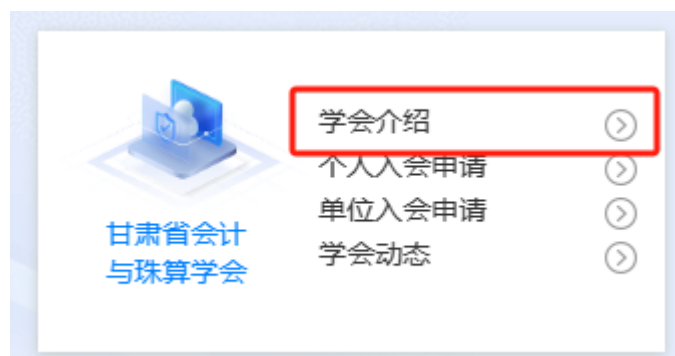 学会介绍
个人入会申请
单位入会申请
学会动态
甘肃省会计
与珠算学会